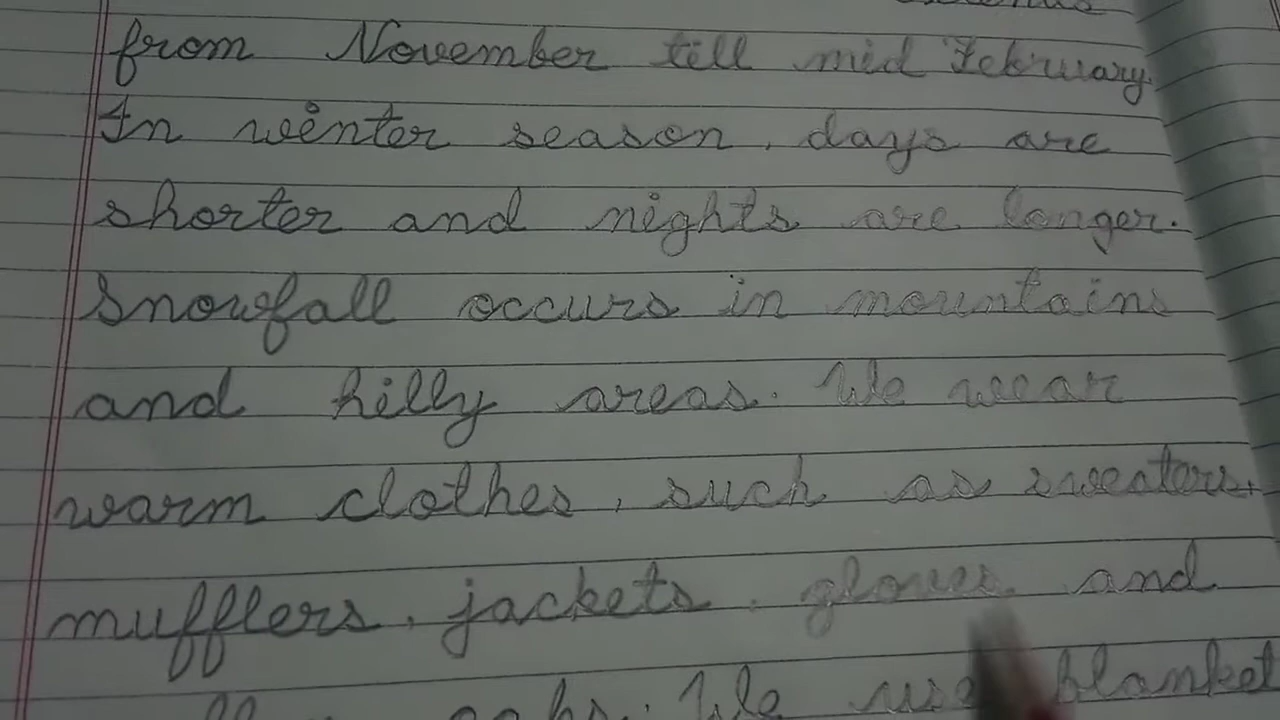 from November till mid February.
In winter season, days are
shorter and nights are longer.
Snowfall occurs in mountains
and hilly areas. We wear
warm clothes, such as sweaters,
mufflers, jackets, gloves and
We use blanket